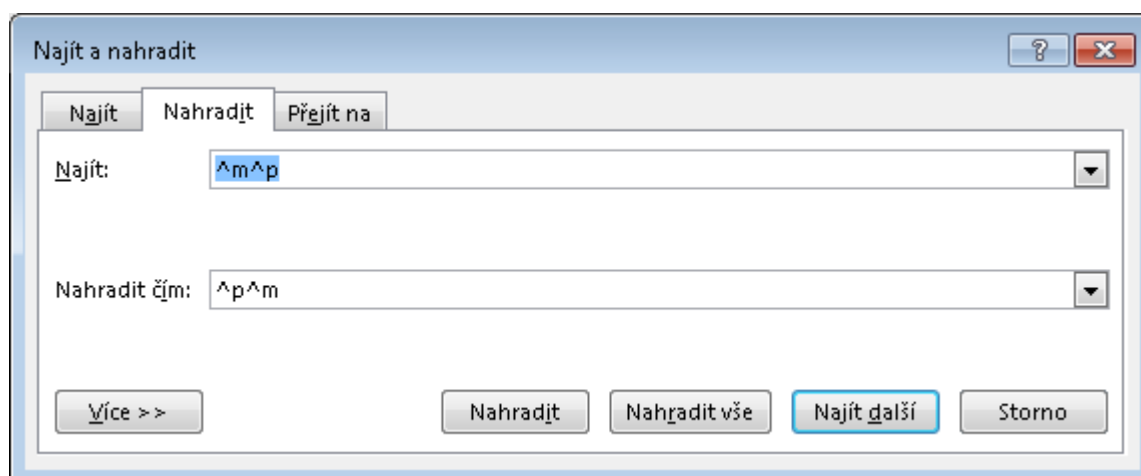 Najít a nahradit
Najít Nahradit Přejít na
Najít: ^m^p
Nahradit čím: ^p^m
Více >> Nahradit Nahradit vše Najít další Storno